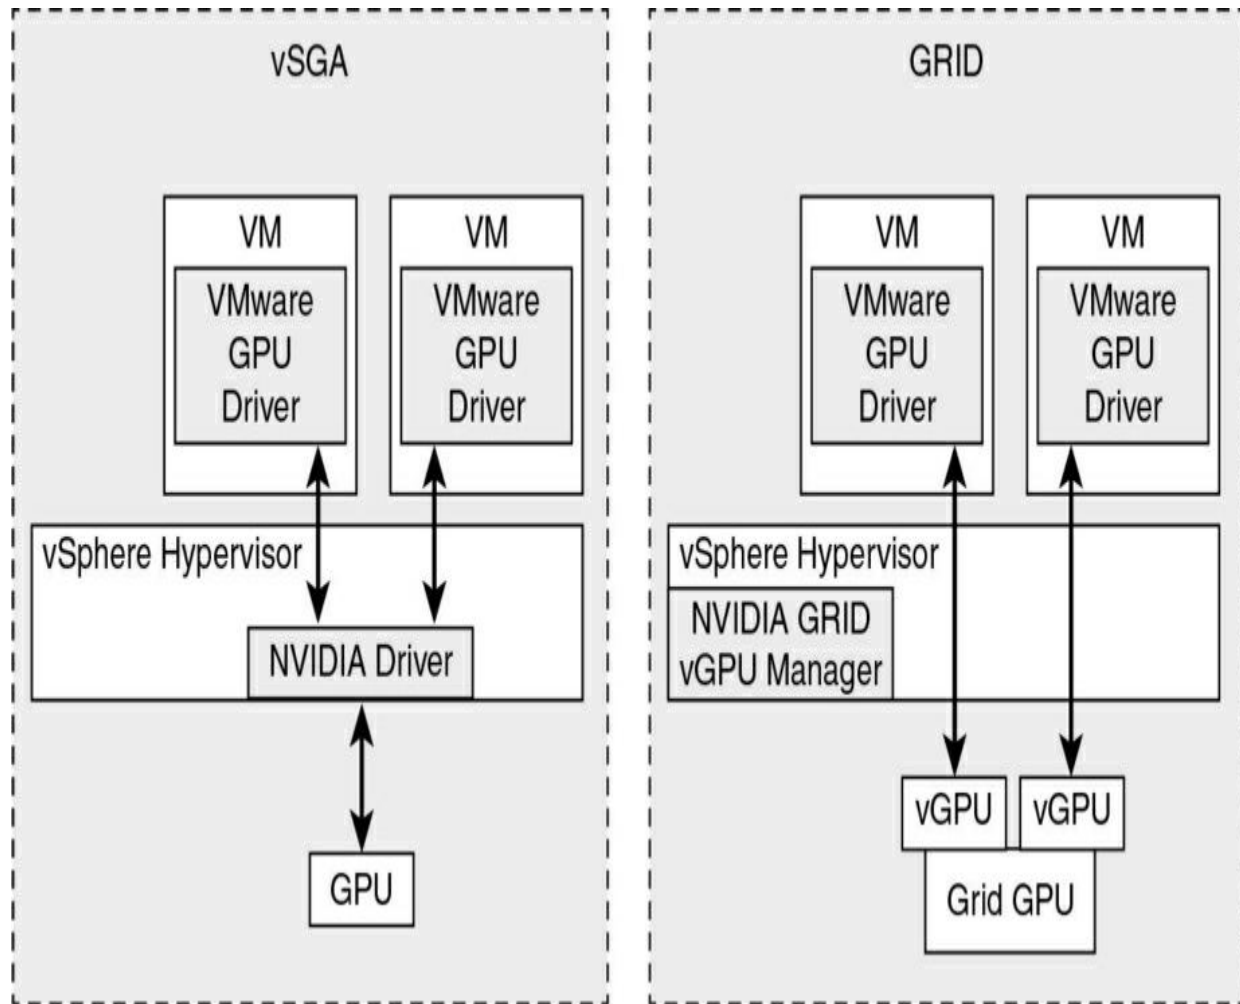 vSGA
VM
VMware
GPU
Driver
VM
VMware
GPU
Driver
vSphere Hypervisor
NVIDIA Driver
GPU
GRID
VM
VMware
GPU
Driver
VM
VMware
GPU
Driver
vSphere Hypervisor
NVIDIA GRID
vGPU Manager
vGPU
vGPU
Grid GPU